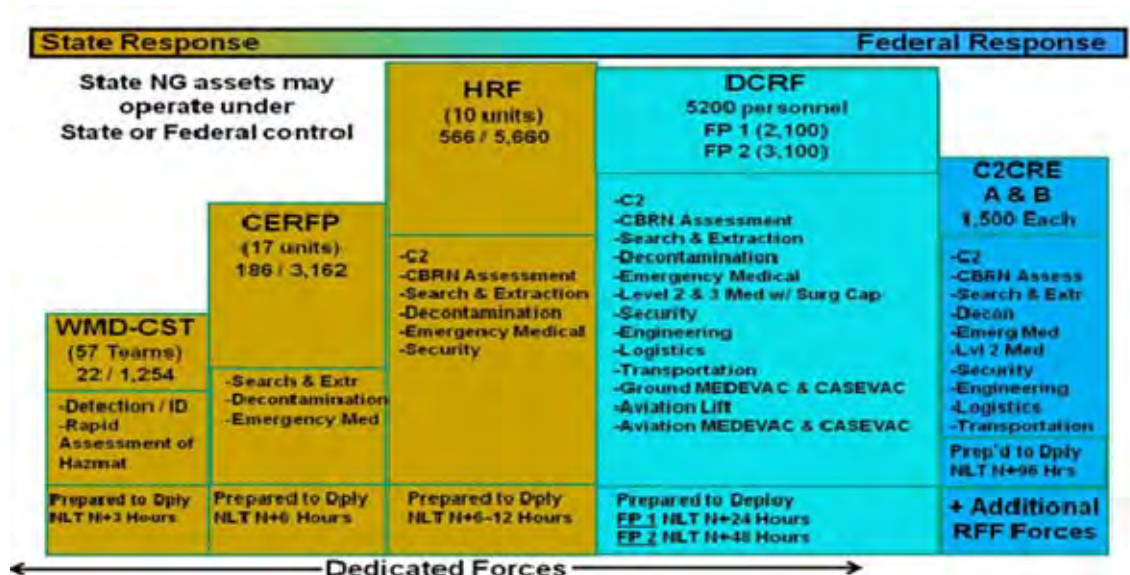 State Response
Federal Response
State NG assets may
operate under
State or Federal control
WMD-CST
(57 Teams)
22 / 1,254
-Detection / ID
-Rapid
Assessment of
Hazmat
Prepared to Dply
NLT N+3 Hours
CERFP
(17 units)
186 / 3,162
-Search & Extr
-Decontamination
-Emergency Med
Prepared to Dply
NLT N+6 Hours
HRF
(10 units)
566 / 5,660
-C2
-CBRN Assessment
-Search & Extraction
-Decontamination
-Emergency Medical
-Security
Prepared to Dply
NLT N+6-12 Hours
DCRF
5200 personnel
FP 1 (2,100)
FP 2 (3,100)
-C2
-CBRN Assessment
-Search & Extraction
-Decontamination
-Emergency Medical
-Level 2 & 3 Med w/ Surg Cap
-Security
-Engineering
-Logistics
-Transportation
-Ground MEDEVAC & CASEVAC
-Aviation Lift
-Aviation MEDEVAC & CASEVAC
Prepared to Deploy
FP 1 NLT N+24 Hours
FP 2 NLT N+48 Hours
C2CRE
A & B
1,500 Each
-C2
-CBRN Assess
-Search & Extr
-Decon
-Emerg Med
-Lvl 2 Med
-Security
-Engineering
-Logistics
-Transportation
Prep'd to Dply
NLT N+96 Hrs
+ Additional
RFF Forces
Dedicated Forces